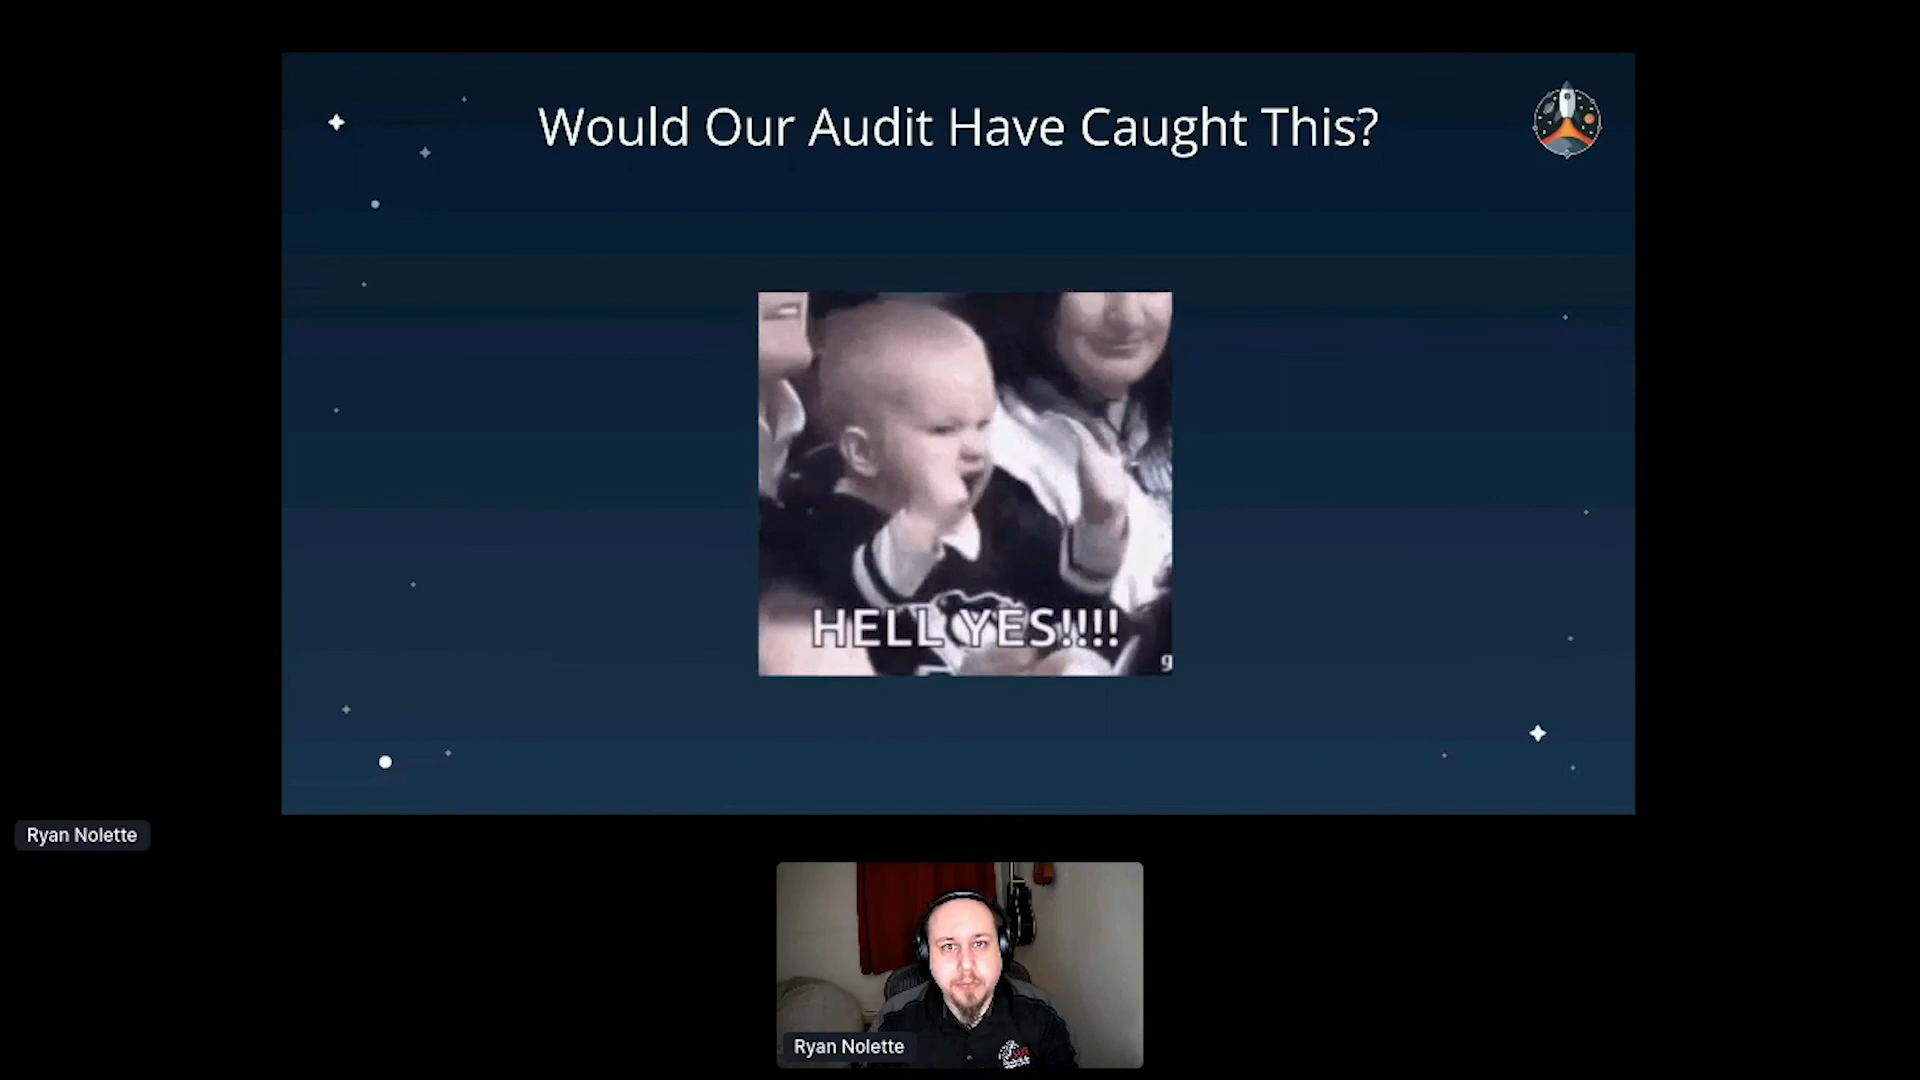 Would Our Audit Have Caught This?
HELL YES!!!!
g
Ryan Nolette
Ryan Nolette